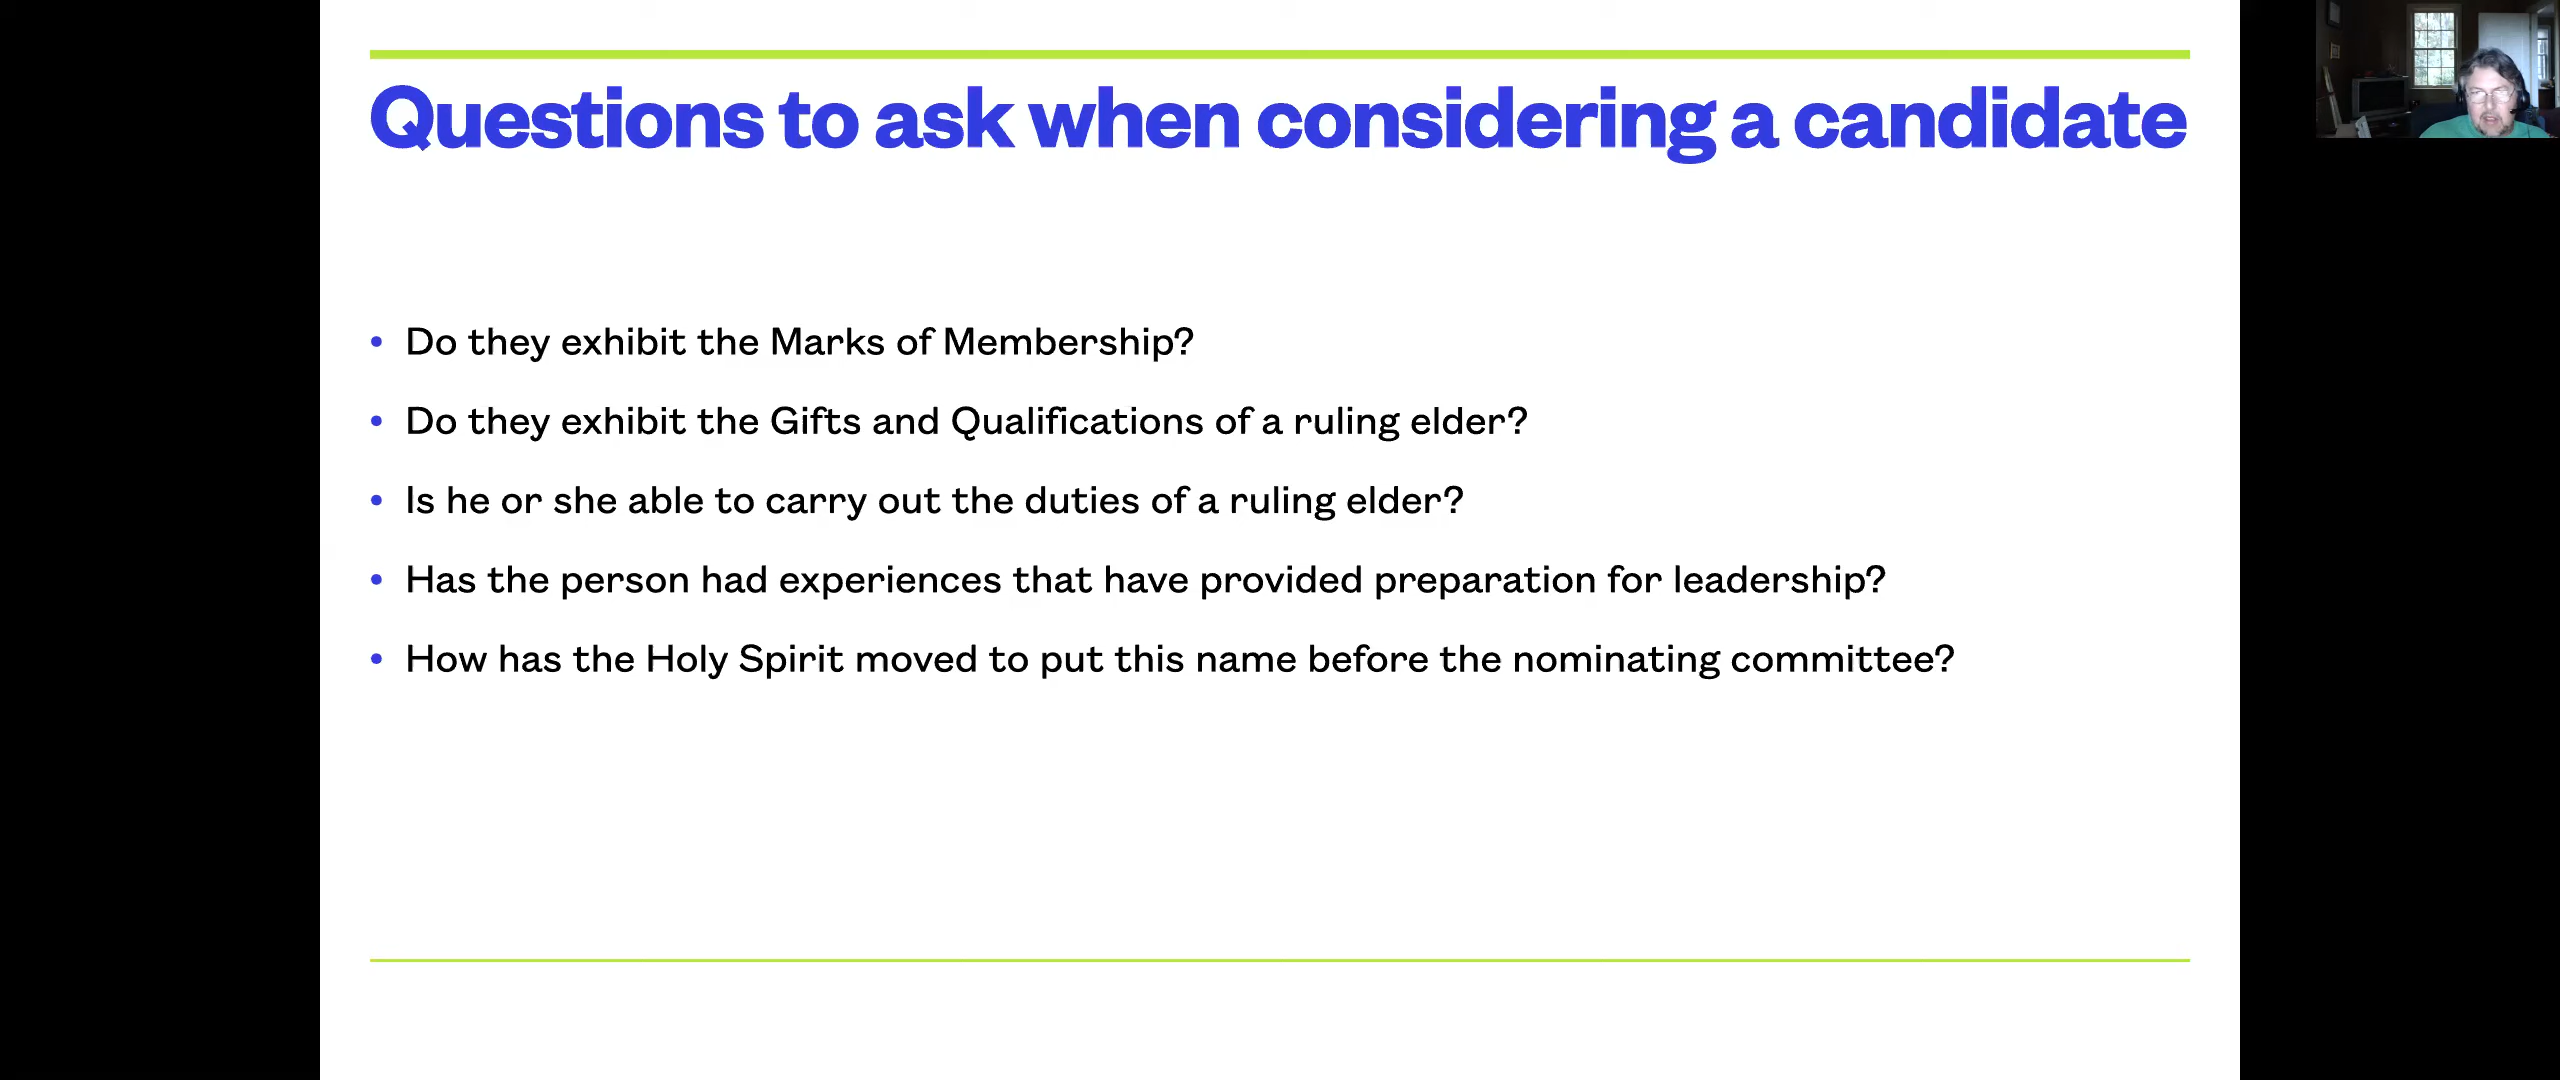 Questions to ask when considering a candidate
• Do they exhibit the Marks of Membership?
• Do they exhibit the Gifts and Qualifications of a ruling elder?
• Is he or she able to carry out the duties of a ruling elder?
• Has the person had experiences that have provided preparation for leadership?
• How has the Holy Spirit moved to put this name before the nominating committee?